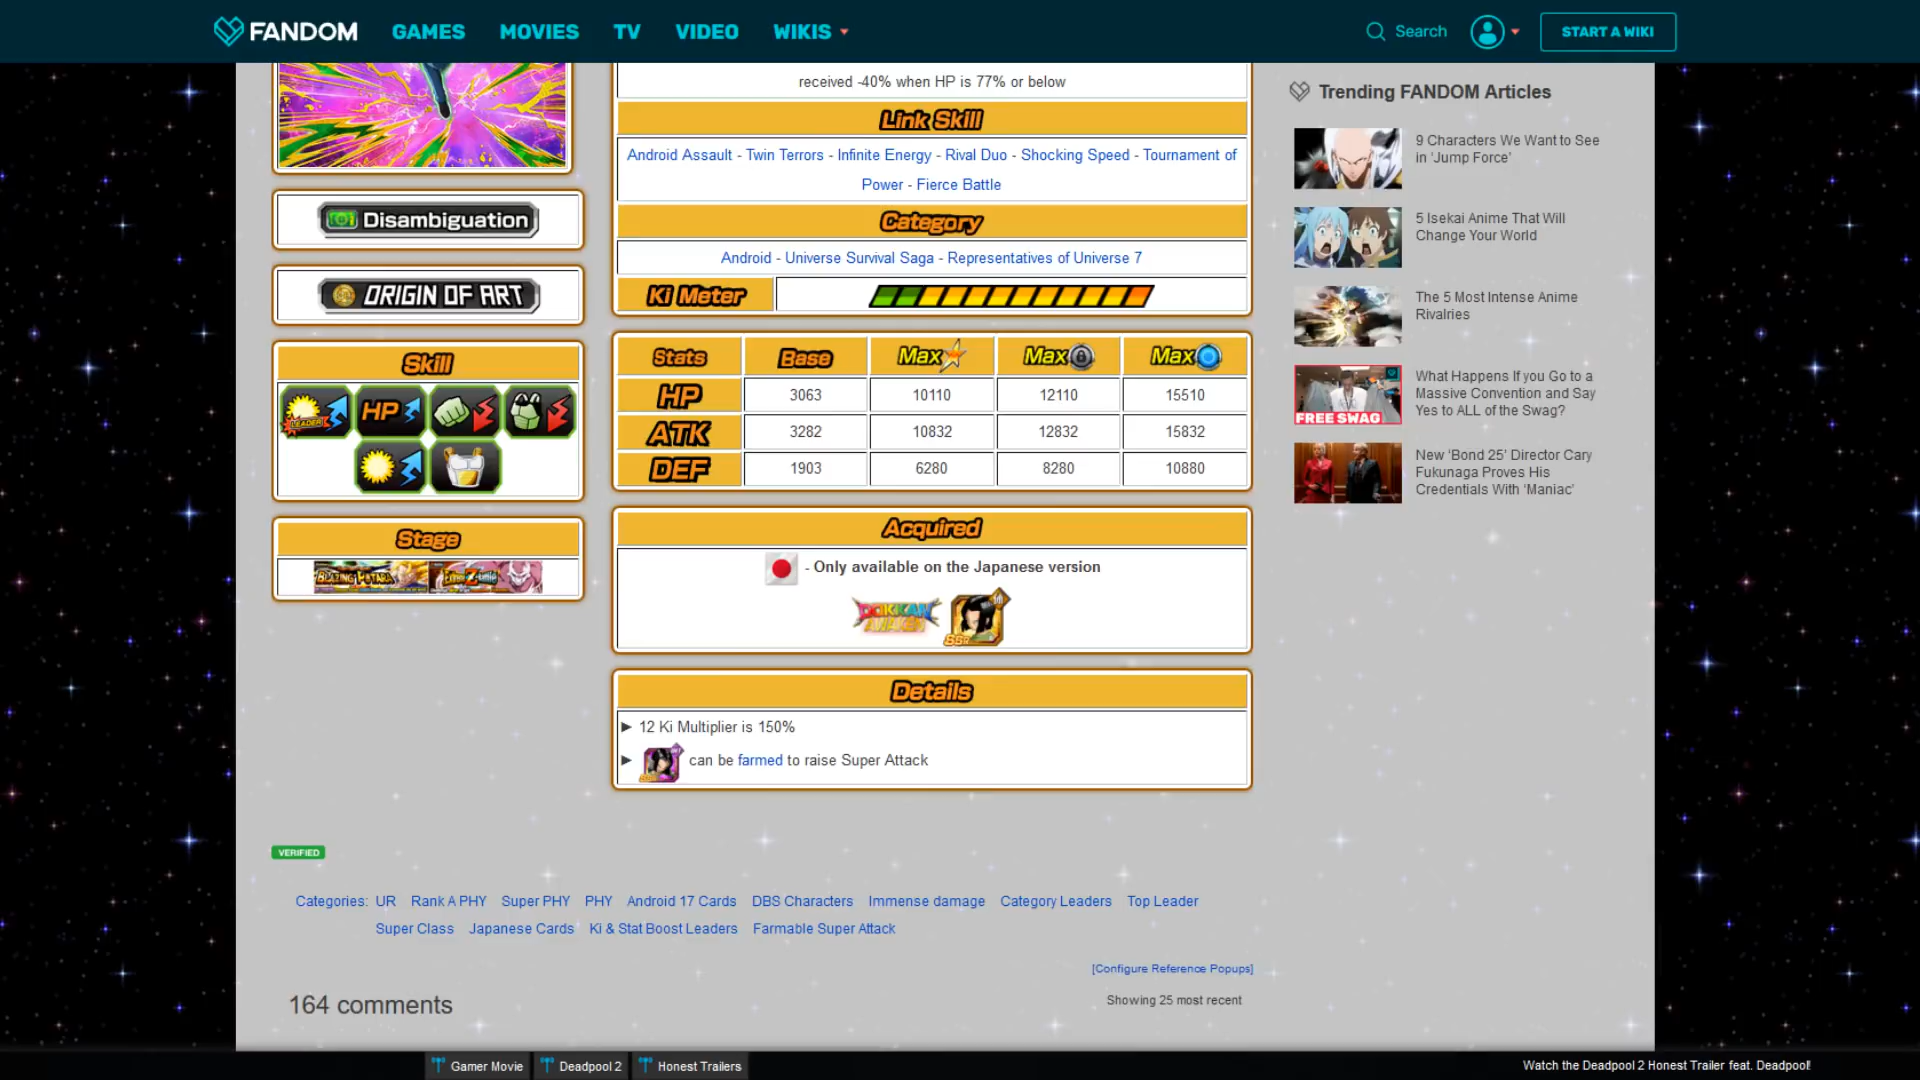 FANDOM GAMES MOVIES TV VIDEO WIKIS Search START A WIKI
received -40% when HP is 77% or below
Link Skill
Android Assault - Twin Terrors - Infinite Energy - Rival Duo - Shocking Speed - Tournament of
Power - Fierce Battle
Category
Android - Universe Survival Saga - Representatives of Universe 7
Ki Meter
Disambiguation
ORIGIN OF ART
Skill
LEADER HP
Stage
BLAZING POTARA
Stats Base Max Max Max
HP 3063 10110 12110 15510
ATK 3282 10832 12832 15832
DEF 1903 6280 8280 10880
Acquired
- Only available on the Japanese version
DOKKAN AWAKEN SSR
Details
► 12 Ki Multiplier is 150%
► can be farmed to raise Super Attack
VERIFIED
Categories: UR Rank A PHY Super PHY PHY Android 17 Cards DBS Characters Immense damage Category Leaders Top Leader
Super Class Japanese Cards Ki & Stat Boost Leaders Farmable Super Attack
[Configure Reference Popups]
164 comments
Showing 25 most recent
Trending FANDOM Articles
9 Characters We Want to See
in 'Jump Force'
5 Isekai Anime That Will
Change Your World
The 5 Most Intense Anime
Rivalries
FREE SWAG
What Happens If you Go to a
Massive Convention and Say
Yes to ALL of the Swag?
New 'Bond 25' Director Cary
Fukunaga Proves His
Credentials With 'Maniac'
Gamer Movie Deadpool 2 Honest Trailers
Watch the Deadpool 2 Honest Trailer feat. Deadpool!